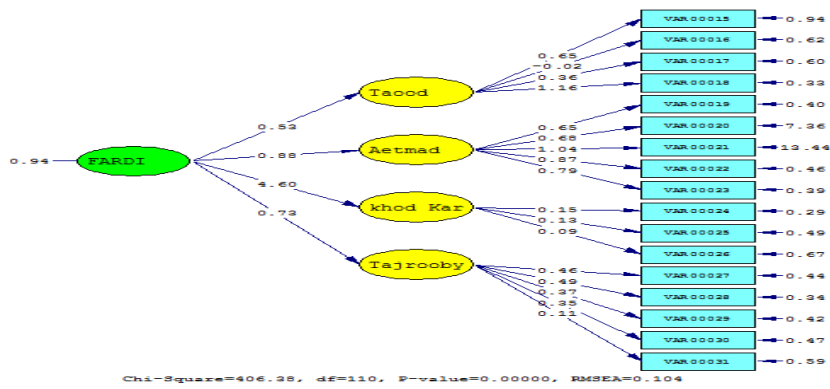 VAR00015 0.94
0.65 VAR00016 0.62
-0.02 VAR00017 0.60
0.36
Taood 1.16 VAR00018 0.33
VAR00019 0.40
0.53 0.65 VAR00020 7.36
0.68
Aetmad 1.04 VAR00021 13.44
0.94 FARDI 0.88 0.87 VAR00022 0.46
0.79 VAR00023 0.39
4.60 khod Kar 0.15 VAR00024 0.29
0.73 0.13 VAR00025 0.49
0.09 VAR00026 0.67
Tajrooby 0.46 VAR00027 0.44
0.49 VAR00028 0.34
0.37 VAR00029 0.42
0.35 VAR00030 0.47
0.11 VAR00031 0.59
Chi-Square=406.38, df=110, P-value=0.00000, RMSEA=0.104